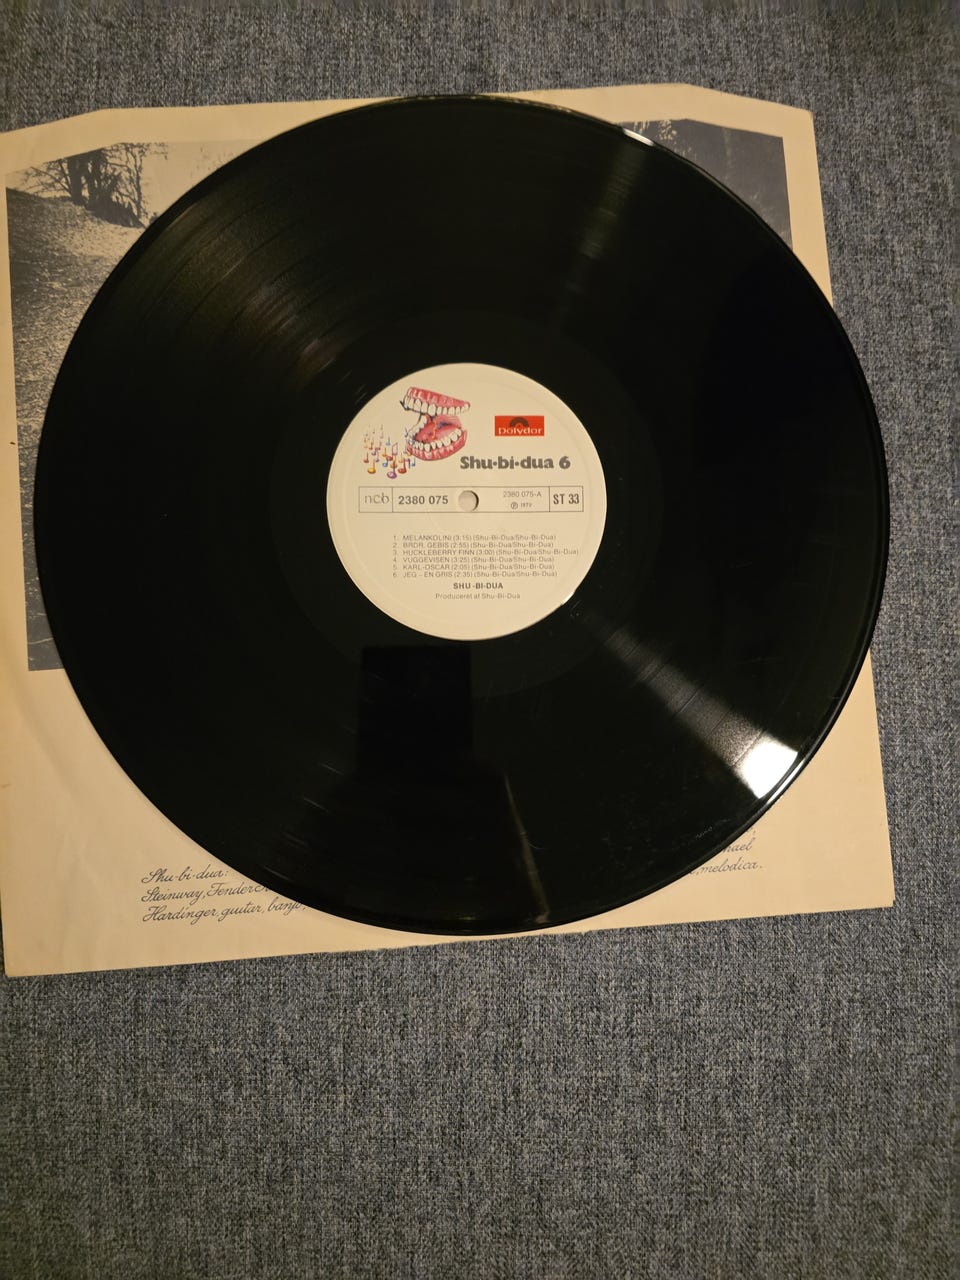 polydor
Shu·bi·dua 6
ncb 2380 075 2380 075-A ℗ 1979 ST 33
1. MELANKOLINI (3:15) (Shu-Bi-Dua/Shu-Bi-Dua)
2. BRDR. GEBIS (2:55) (Shu-Bi-Dua/Shu-Bi-Dua)
3. HUCKLEBERRY FINN (3:00) (Shu-Bi-Dua/Shu-Bi-Dua)
4. VUGGEVISEN (3:25) (Shu-Bi-Dua/Shu-Bi-Dua)
5. KARL-OSCAR (2:05) (Shu-Bi-Dua/Shu-Bi-Dua)
6. JEG - EN GRIS (2:35) (Shu-Bi-Dua/Shu-Bi-Dua)
SHU-BI-DUA
Produceret af Shu-Bi-Dua
Shu-bi-dua: hael
Steinway, Fender melodica.
Hardinger guitar, banjo,